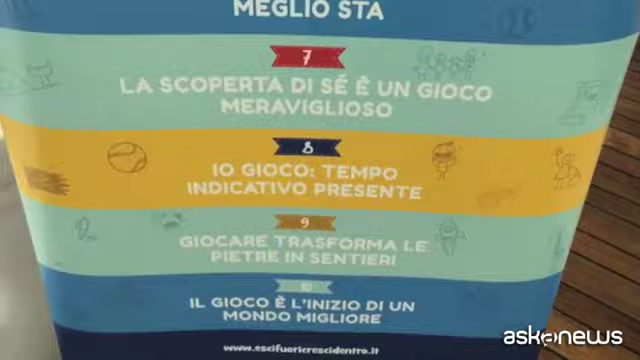 MEGLIO STA
7
LA SCOPERTA DI SÉ È UN GIOCO
MERAVIGLIOSO
8
IO GIOCO: TEMPO
INDICATIVO PRESENTE
9
GIOCARE TRASFORMA LE
PIETRE IN SENTIERI
10
IL GIOCO È L'INIZIO DI UN
MONDO MIGLIORE
www.escifuoricrescidentro.it
askanews